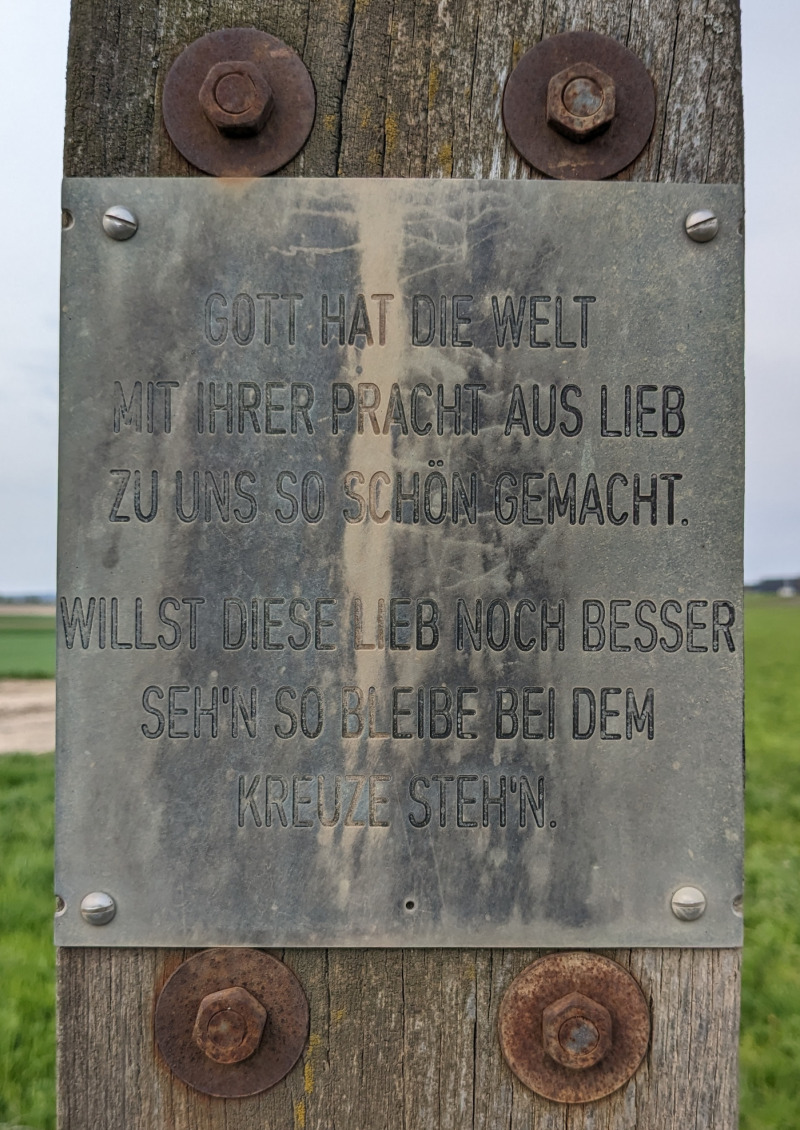 GOTT HAT DIE WELT
MIT IHRER PRACHT AUS LIEB
ZU UNS SO SCHÖN GEMACHT.
WILLST DIESE LIEB NOCH BESSER
SEH'N SO BLEIBE BEI DEM
KREUZE STEH'N.